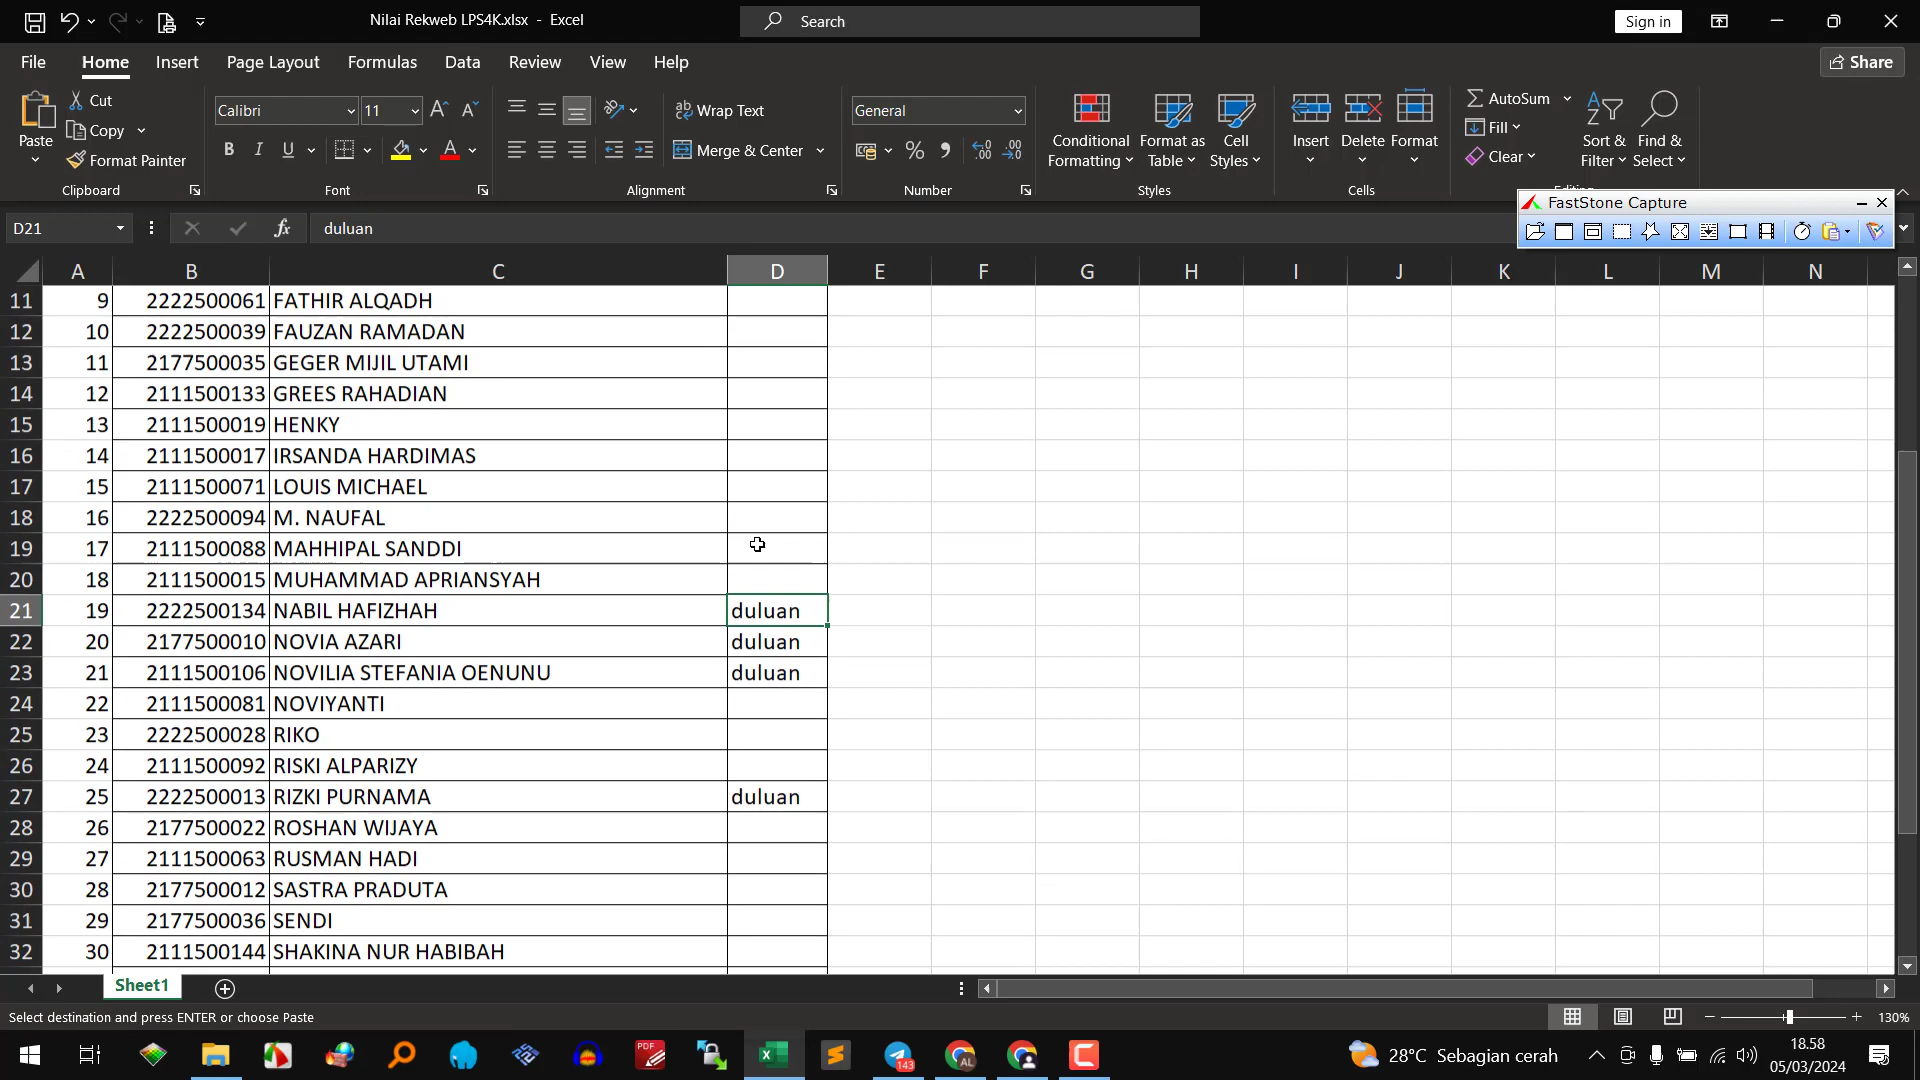 Nilai Rekweb LPS4K.xlsx - Excel
Search
Sign in
File Home Insert Page Layout Formulas Data Review View Help
Share
Paste
Cut
Copy
Format Painter
Clipboard
Calibri 11
B I U
Font
Wrap Text
Merge & Center
Alignment
General
Number
Conditional Formatting
Format as Table
Cell Styles
Styles
Insert Delete Format
Cells
AutoSum
Fill
Clear
Sort & Filter
Find & Select
FastStone Capture
D21 fx duluan
A B C D E F G H I J K L M N
11 9 2222500061 FATHIR ALQADH
12 10 2222500039 FAUZAN RAMADAN
13 11 2177500035 GEGER MIJIL UTAMI
14 12 2111500133 GREES RAHADIAN
15 13 2111500019 HENKY
16 14 2111500017 IRSANDA HARDIMAS
17 15 2111500071 LOUIS MICHAEL
18 16 2222500094 M. NAUFAL
19 17 2111500088 MAHHIPAL SANDDI
20 18 2111500015 MUHAMMAD APRIANSYAH
21 19 2222500134 NABIL HAFIZHAH duluan
22 20 2177500010 NOVIA AZARI duluan
23 21 2111500106 NOVILIA STEFANIA OENUNU duluan
24 22 2111500081 NOVIYANTI
25 23 2222500028 RIKO
26 24 2111500092 RISKI ALPARIZY
27 25 2222500013 RIZKI PURNAMA duluan
28 26 2177500022 ROSHAN WIJAYA
29 27 2111500063 RUSMAN HADI
30 28 2177500012 SASTRA PRADUTA
31 29 2177500036 SENDI
32 30 2111500144 SHAKINA NUR HABIBAH
Sheet1
Select destination and press ENTER or choose Paste
130%
PDF
143
AL
28°C Sebagian cerah
18.58
05/03/2024